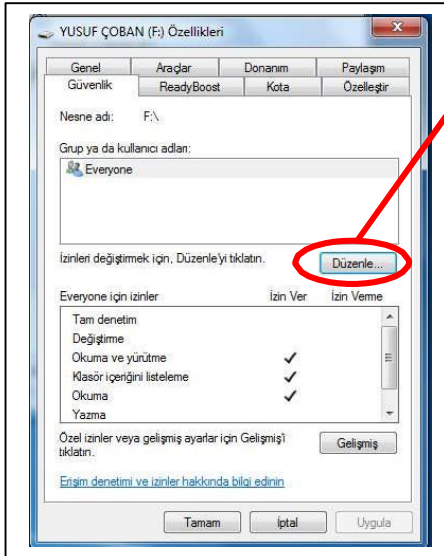 YUSUF ÇOBAN (F:) Özellikleri
x
Genel Araçlar Donanım Paylaşım
Güvenlik ReadyBoost Kota Özelleştir
Nesne adı: F:\
Grup ya da kullanıcı adları:
Everyone
İzinleri değiştirmek için, Düzenle'yi tıklatın.
Düzenle...
Everyone için izinler İzin Ver İzin Verme
Tam denetim
Değiştirme
Okuma ve yürütme
Klasör içeriğini listeleme
Okuma
Yazma
Özel izinler veya gelişmiş ayarlar için Gelişmiş'i
tıklatın.
Gelişmiş
Erişim denetimi ve izinler hakkında bilgi edinin
Tamam İptal Uygula